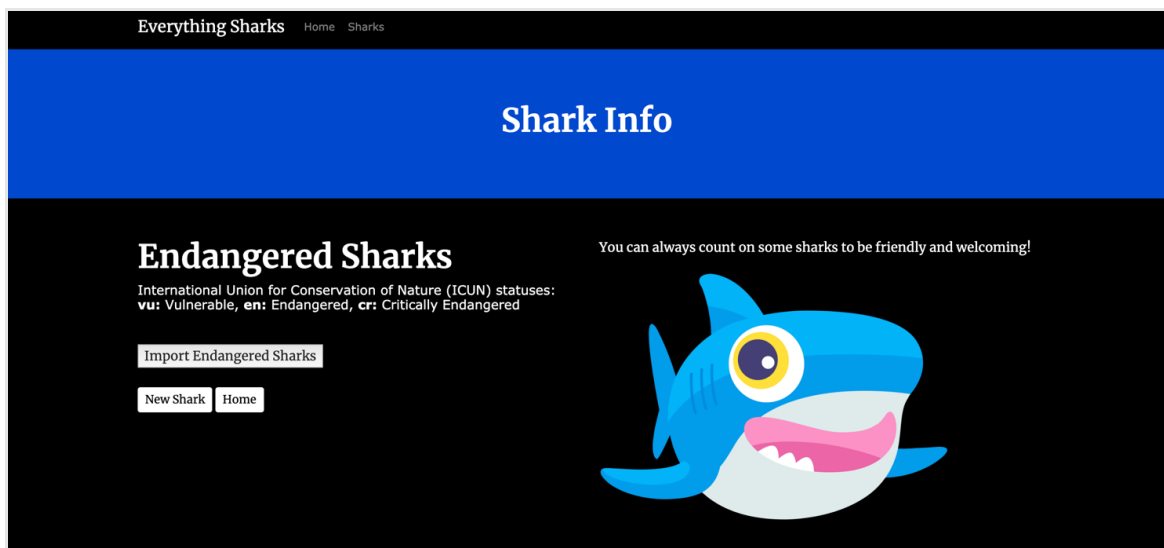 Everything Sharks Home Sharks
Shark Info
Endangered Sharks
International Union for Conservation of Nature (ICUN) statuses:
vu: Vulnerable, en: Endangered, cr: Critically Endangered
Import Endangered Sharks
New Shark Home
You can always count on some sharks to be friendly and welcoming!